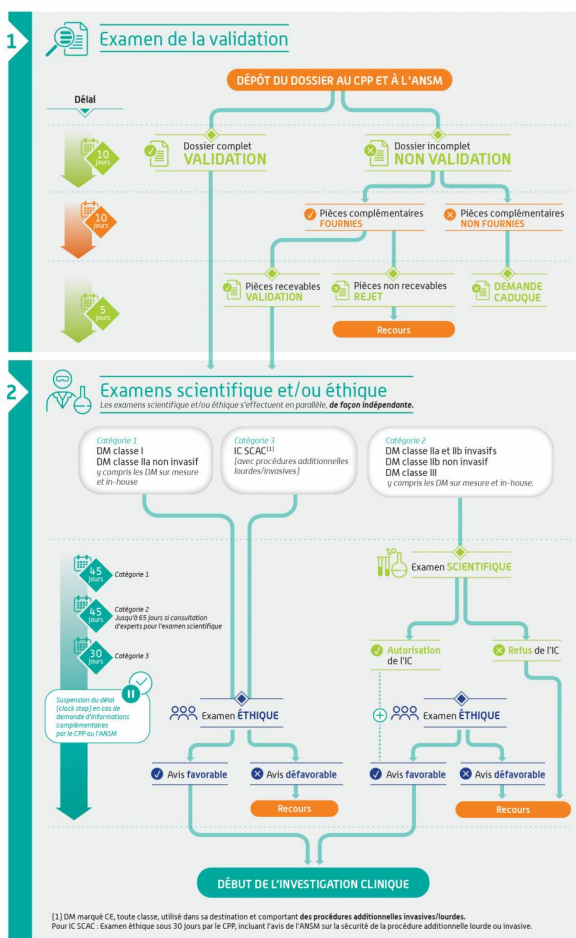 1
Examen de la validation
DÉPÔT DU DOSSIER AU CPP ET À L'ANSM
Délai
10
jours
Dossier complet
VALIDATION
Dossier incomplet
NON VALIDATION
10
jours
Pièces complémentaires
FOURNIES
Pièces complémentaires
NON FOURNIES
5
jours
Pièces recevables
VALIDATION
Pièces non recevables
REJET
DEMANDE
CADUQUE
Recours
2
Examens scientifique et/ou éthique
Les examens scientifique et/ou éthique s'effectuent en parallèle, de façon indépendante.
Catégorie 1
DM classe I
DM classe IIa non invasif
y compris les DM sur mesure
et in-house
Catégorie 3
IC SCAC[1]
(avec procédures additionnelles
lourdes/invasives)
Catégorie 2
DM classe IIa et IIb invasifs
DM classe IIb non invasif
DM classe III
y compris les DM sur mesure et in-house.
Examen SCIENTIFIQUE
45
jours
Catégorie 1
45
jours
Catégorie 2
Jusqu'à 65 jours si consultation
d'experts pour l'examen scientifique
30
jours
Catégorie 3
Autorisation
de l'IC
Refus de l'IC
Suspension du délai
(clock stop) en cas de
demande d'informations
complémentaires
par le CPP ou l'ANSM
Examen ÉTHIQUE
Examen ÉTHIQUE
Avis favorable
Avis défavorable
Avis favorable
Avis défavorable
Recours
Recours
DÉBUT DE L'INVESTIGATION CLINIQUE
[1] DM marqué CE, toute classe, utilisé dans sa destination et comportant des procédures additionnelles invasives/lourdes.
Pour IC SCAC : Examen éthique sous 30 jours par le CPP, incluant l'avis de l'ANSM sur la sécurité de la procédure additionnelle lourde ou invasive.